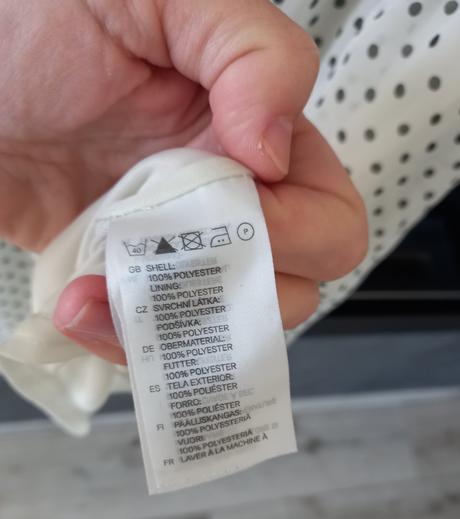 40 P
GB SHELL:
100% POLYESTER
LINING:
100% POLYESTER
CZ SVRCHNÍ LÁTKA:
100% POLYESTER
PODŠÍVKA:
100% POLYESTER
DE OBERMATERIAL:
100% POLYESTER
FUTTER:
100% POLYESTER
ES TELA EXTERIOR:
100% POLIÉSTER
FORRO:
100% POLIÉSTER
FI PÄÄLLISKANGAS:
100% POLYESTERIÄ
VUORI:
100% POLYESTERIÄ
FR LAVER À LA MACHINE À